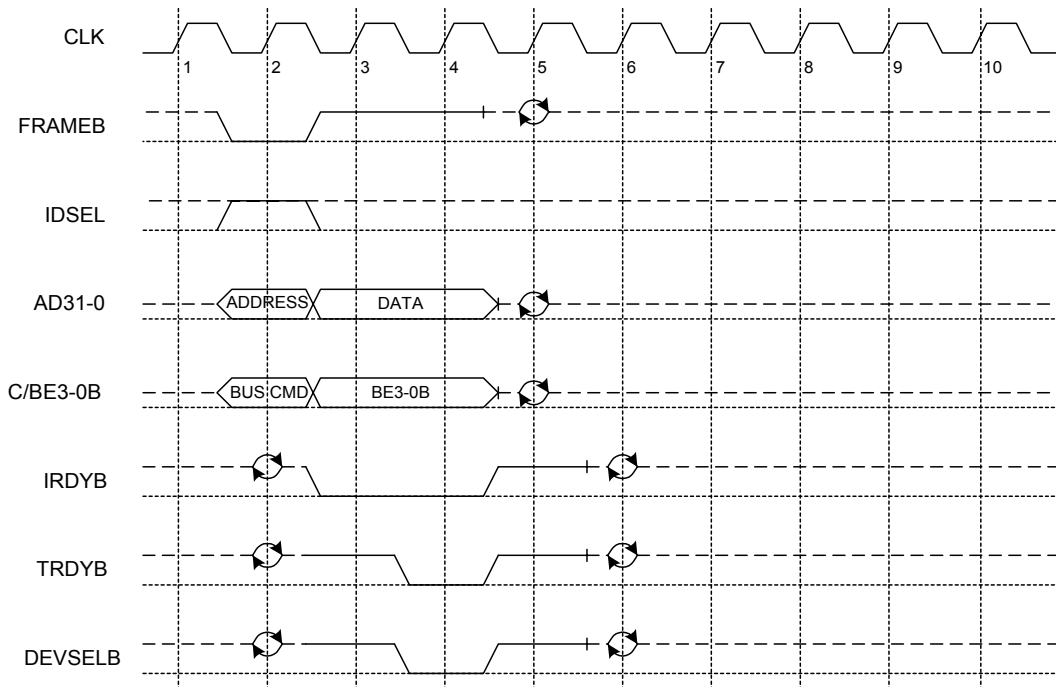 CLK
1 2 3 4 5 6 7 8 9 10
FRAMEB
IDSEL
AD31-0 ADDRESS DATA
C/BE3-0B BUS CMD BE3-0B
IRDYB
TRDYB
DEVSELB